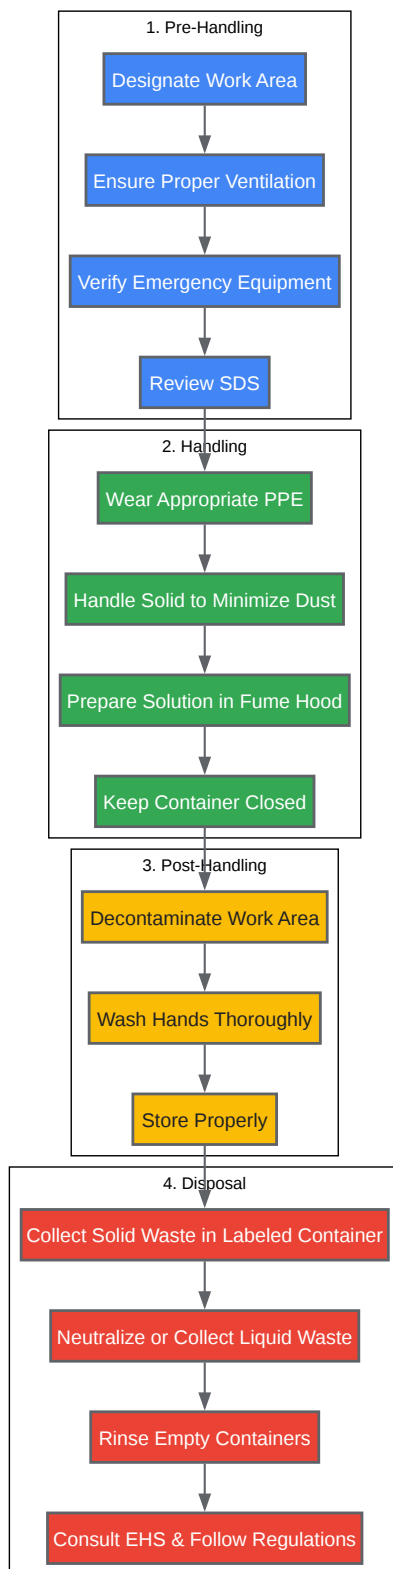 1. Pre-Handling
Designate Work Area
Ensure Proper Ventilation
Verify Emergency Equipment
Review SDS
2. Handling
Wear Appropriate PPE
Handle Solid to Minimize Dust
Prepare Solution in Fume Hood
Keep Container Closed
3. Post-Handling
Decontaminate Work Area
Wash Hands Thoroughly
Store Properly
4. Disposal
Collect Solid Waste in Labeled Container
Neutralize or Collect Liquid Waste
Rinse Empty Containers
Consult EHS & Follow Regulations